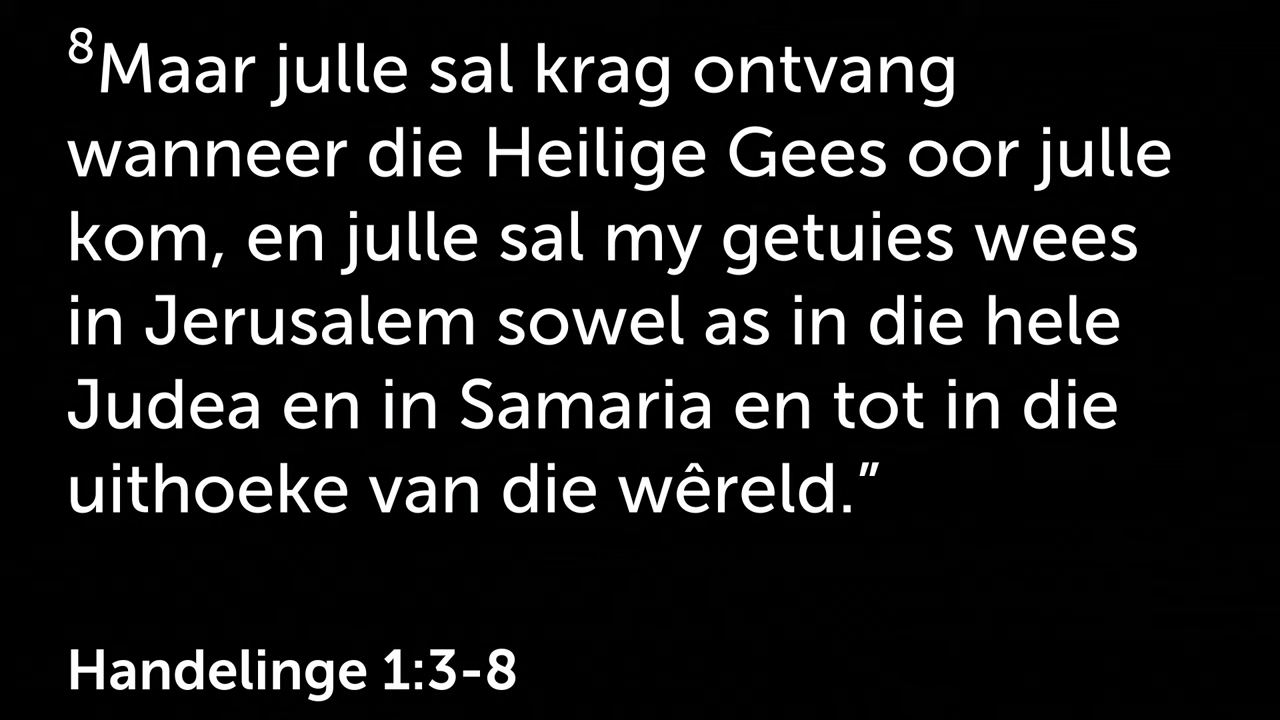 ⁸Maar julle sal krag ontvang
wanneer die Heilige Gees oor julle
kom, en julle sal my getuies wees
in Jerusalem sowel as in die hele
Judea en in Samaria en tot in die
uithoeke van die wêreld.”
Handelinge 1:3-8